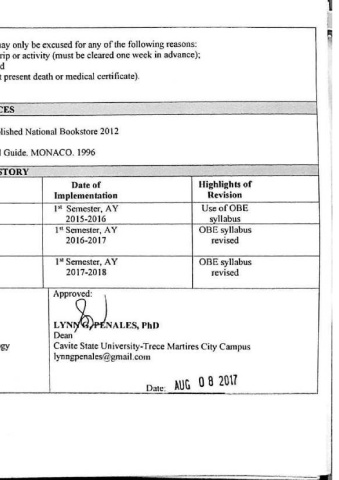 ay only be excused for any of the following reasons:
rip or activity (must be cleared one week in advance);
d
t present death or medical certificate).
CES
lished National Bookstore 2012
l Guide. MONACO. 1996
STORY
Date of Implementation
Highlights of Revision
1st Semester, AY 2015-2016
Use of OBE syllabus
1st Semester, AY 2016-2017
OBE syllabus revised
1st Semester, AY 2017-2018
OBE syllabus revised
Approved:
LYNN G. PENALES, PhD
Dean
gy
Cavite State University-Trece Martires City Campus
lynngpenales@gmail.com
Date: AUG 08 2017